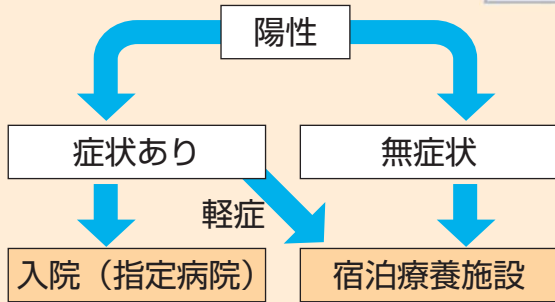 陽性
症状あり
無症状
軽症
入院（指定病院）
宿泊療養施設